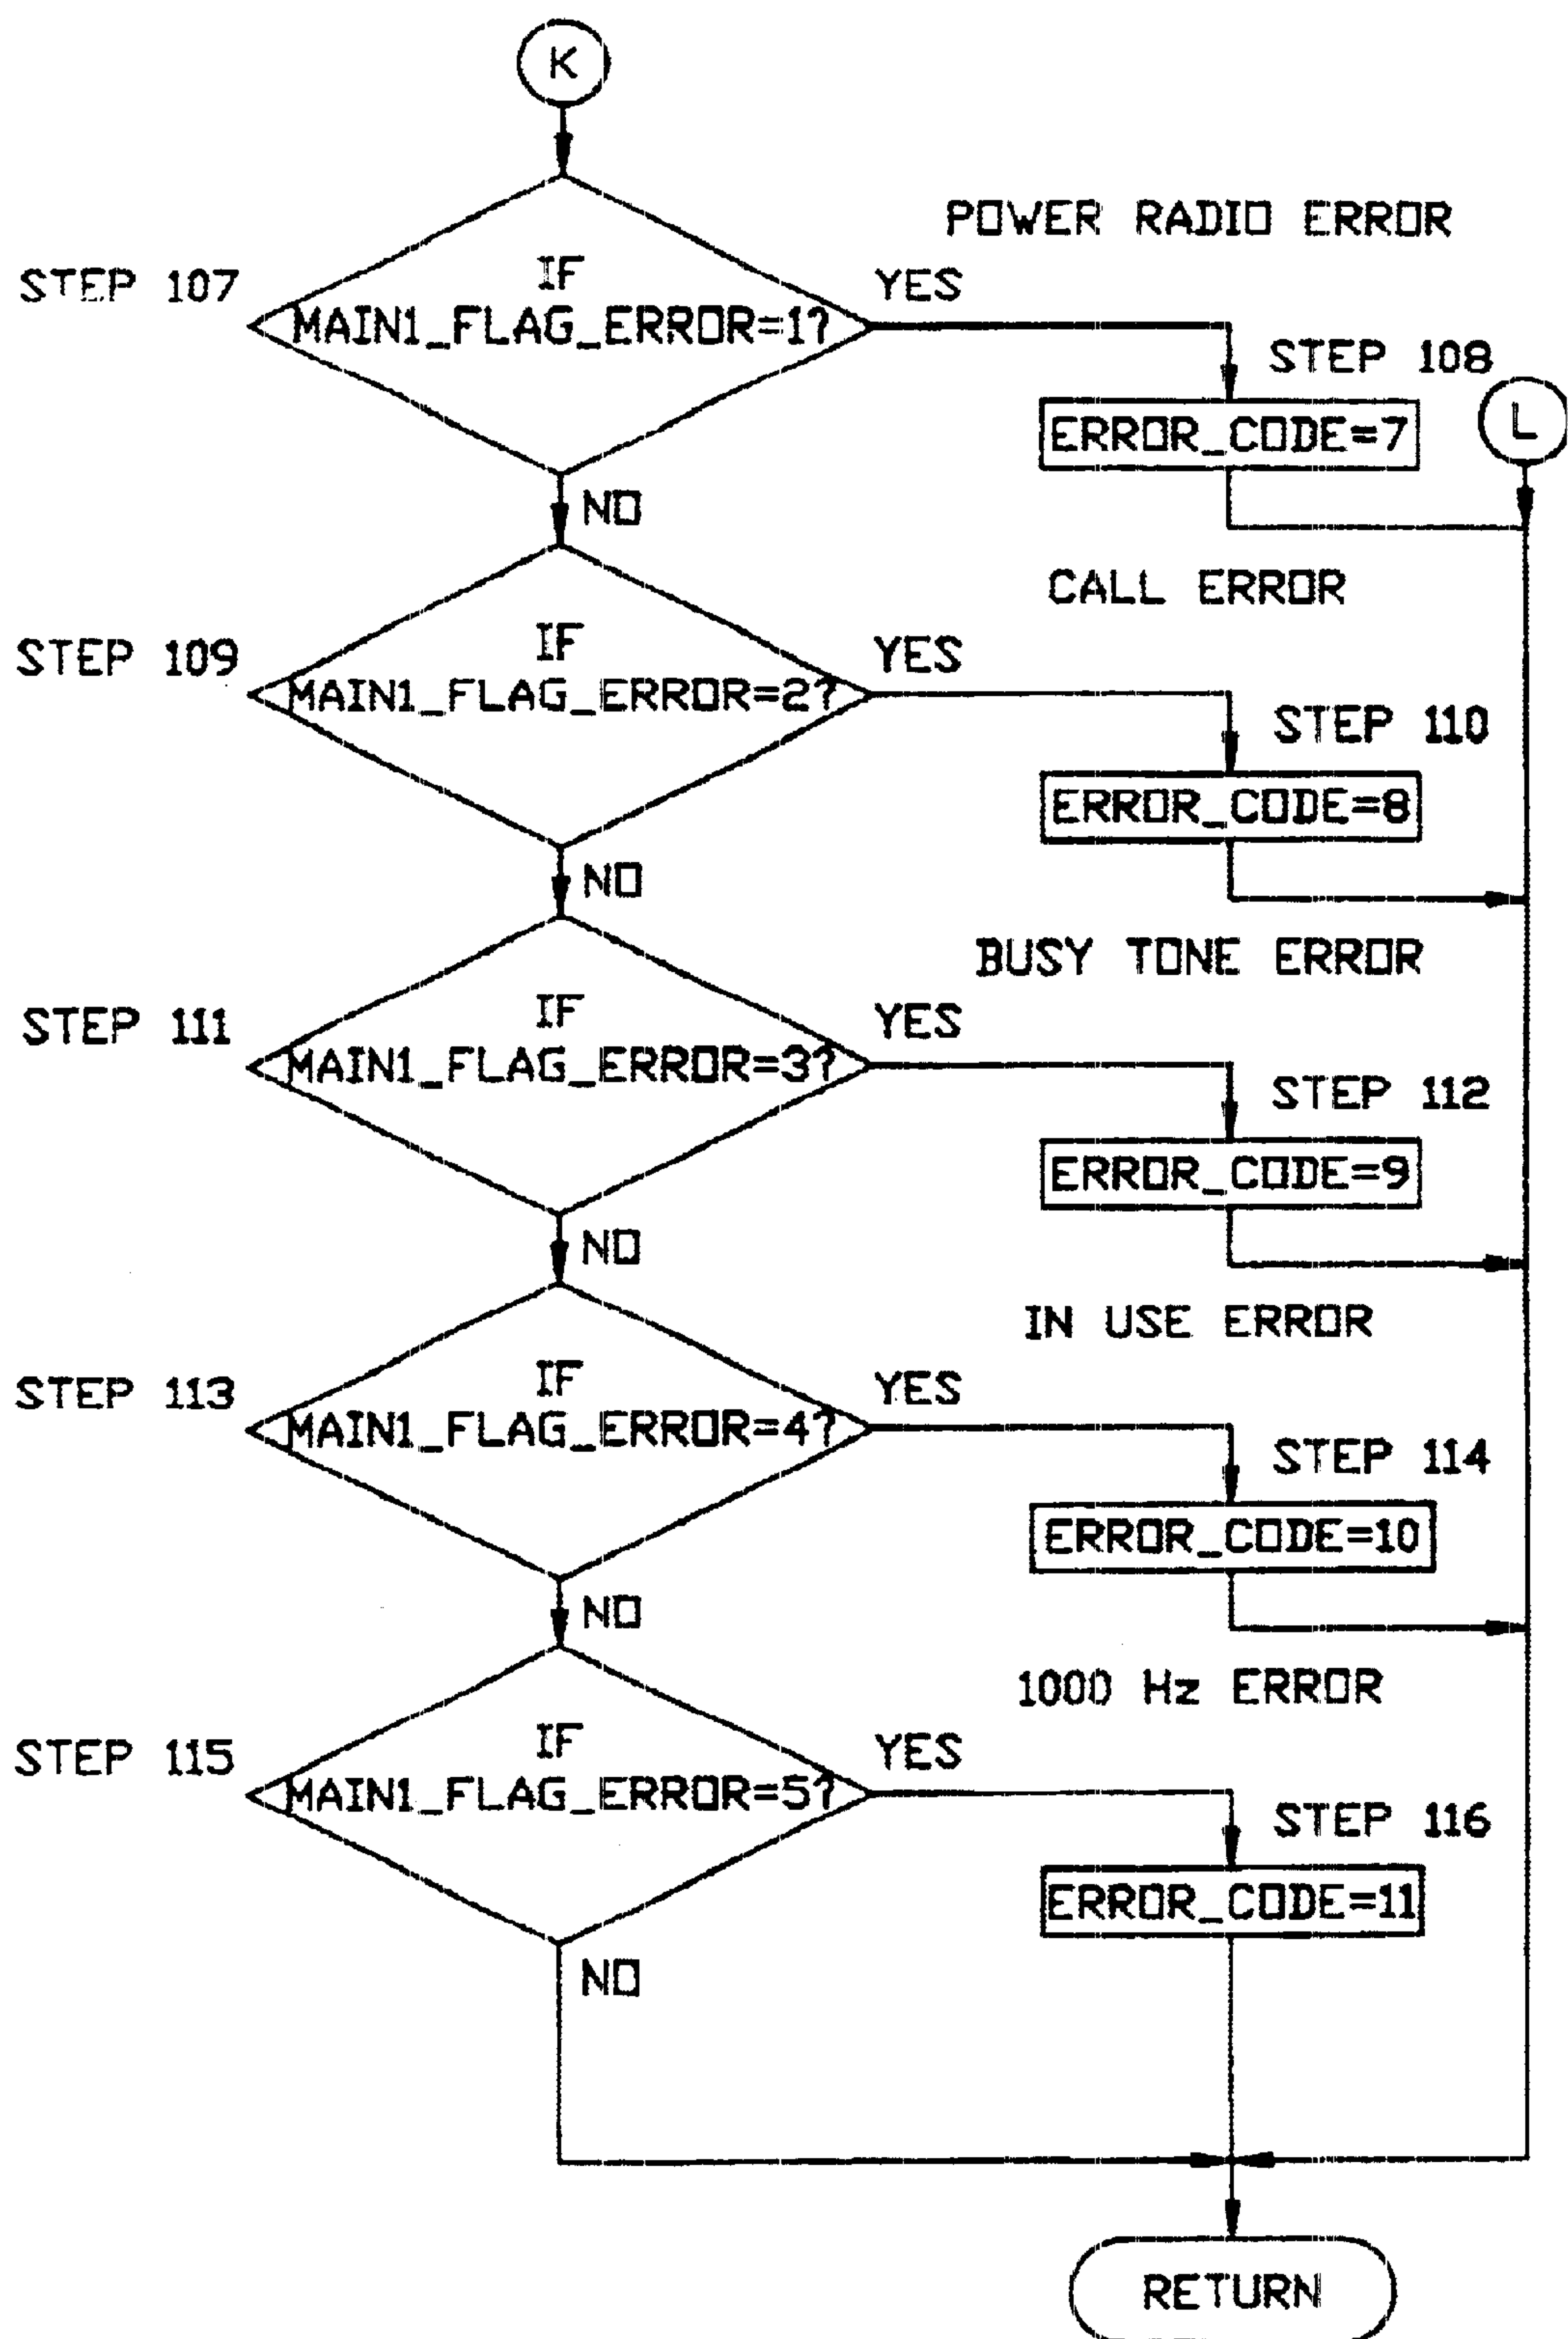 K
POWER RADIO ERROR
STEP 107
IF
MAIN1_FLAG_ERROR=1?
YES
STEP 108
ERROR_CODE=7
L
NO
CALL ERROR
STEP 109
IF
MAIN1_FLAG_ERROR=2?
YES
STEP 110
ERROR_CODE=8
NO
BUSY TONE ERROR
STEP 111
IF
MAIN1_FLAG_ERROR=3?
YES
STEP 112
ERROR_CODE=9
NO
IN USE ERROR
STEP 113
IF
MAIN1_FLAG_ERROR=4?
YES
STEP 114
ERROR_CODE=10
NO
1000 Hz ERROR
STEP 115
IF
MAIN1_FLAG_ERROR=5?
YES
STEP 116
ERROR_CODE=11
NO
RETURN